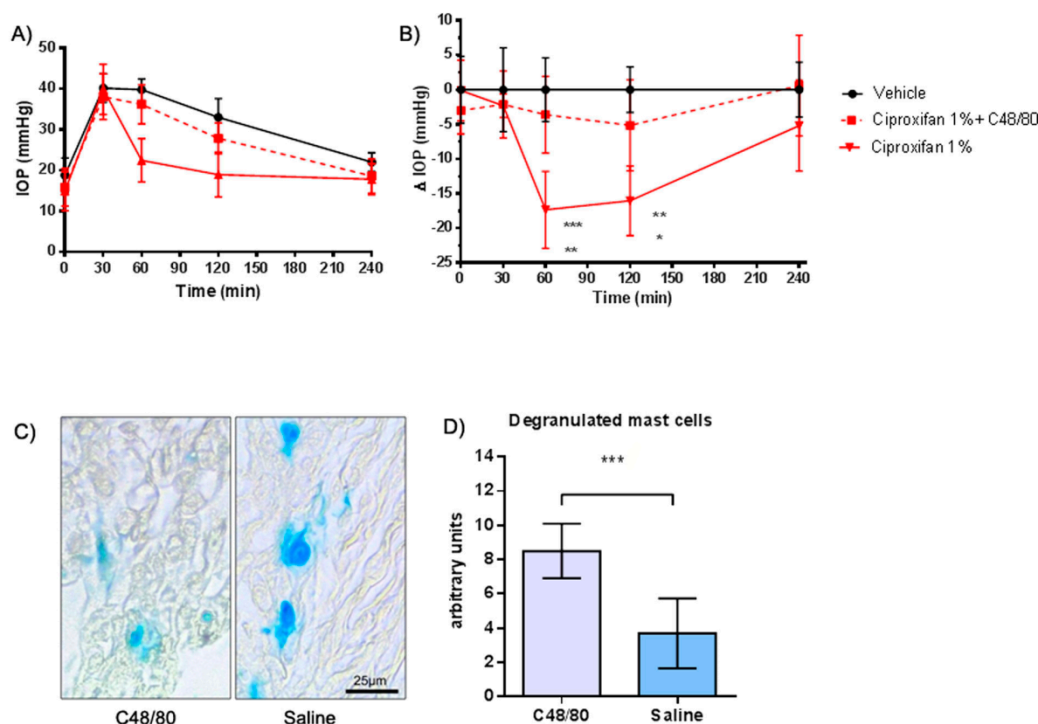 A)
50
40
30
20
10
0
IOP (mmHg)
0 30 60 90 120 150 180 210 240
Time (min)
B)
10
5
0
-5
-10
-15
-20
-25
Δ IOP (mmHg)
***
**
**
*
0 30 60 90 120 150 180 210 240
Time (min)
Vehicle
Ciproxifan 1%+ C48/80
Ciproxifan 1%
C)
25µm
C48/80 Saline
D)
Degranulated mast cells
14
12
10
8
6
4
2
0
arbitrary units
***
C48/80 Saline